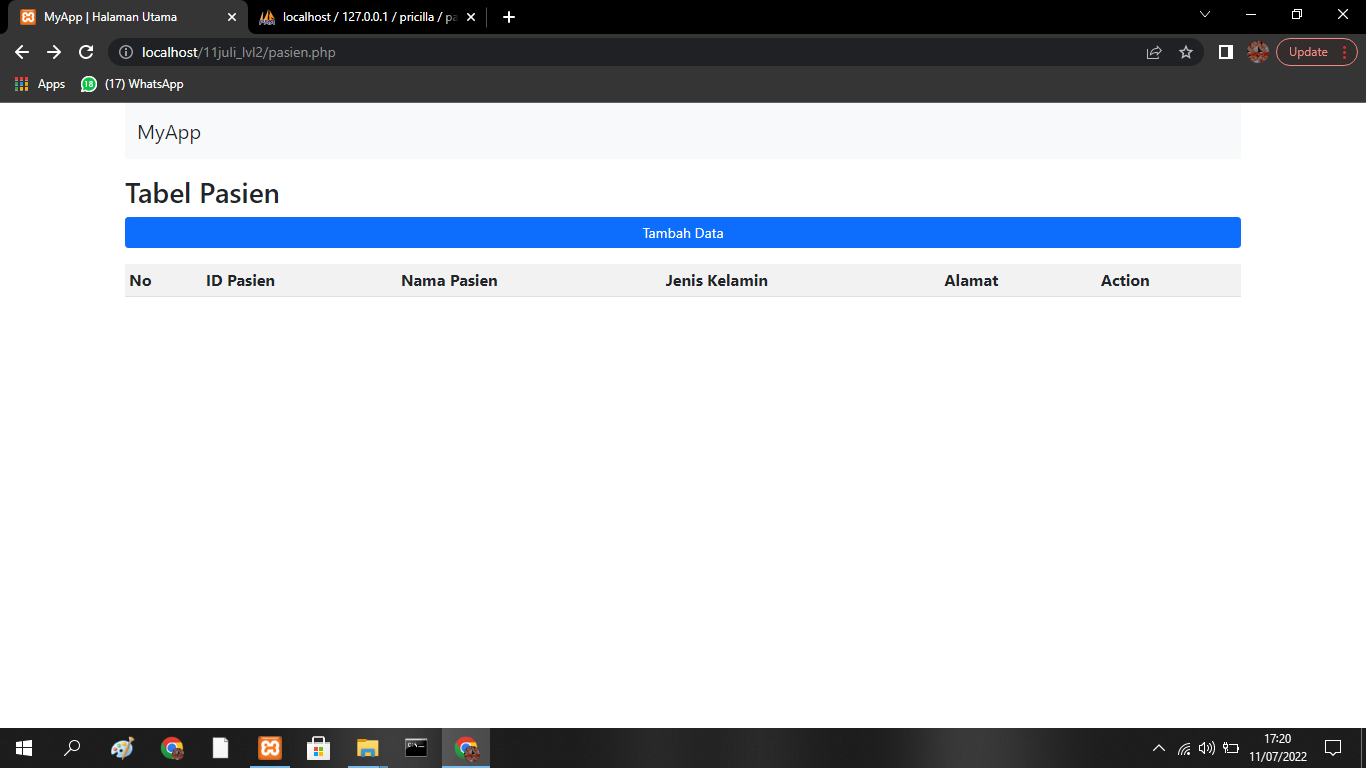 MyApp | Halaman Utama
localhost / 127.0.0.1 / pricilla / pa
localhost/11juli_lvl2/pasien.php
Update
Apps
18
(17) WhatsApp
MyApp
Tabel Pasien
Tambah Data
No ID Pasien Nama Pasien Jenis Kelamin Alamat Action
17:20
11/07/2022